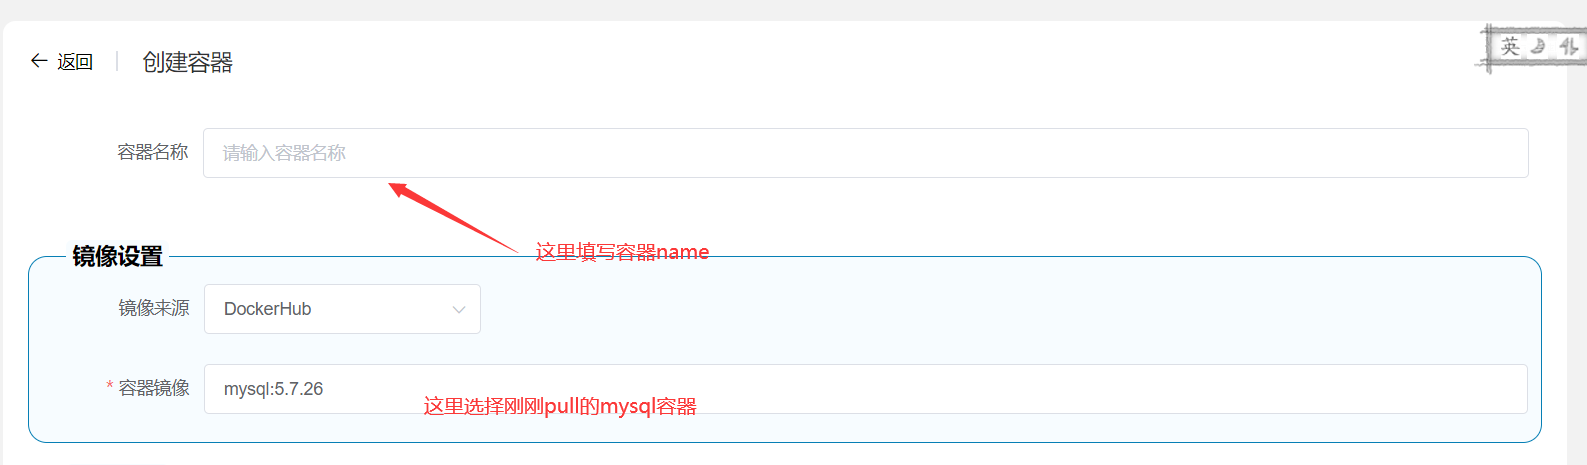 返回 创建容器
英
容器名称 请输入容器名称
这里填写容器name
镜像设置
镜像来源 DockerHub
* 容器镜像 mysql:5.7.26
这里选择刚刚pull的mysql容器